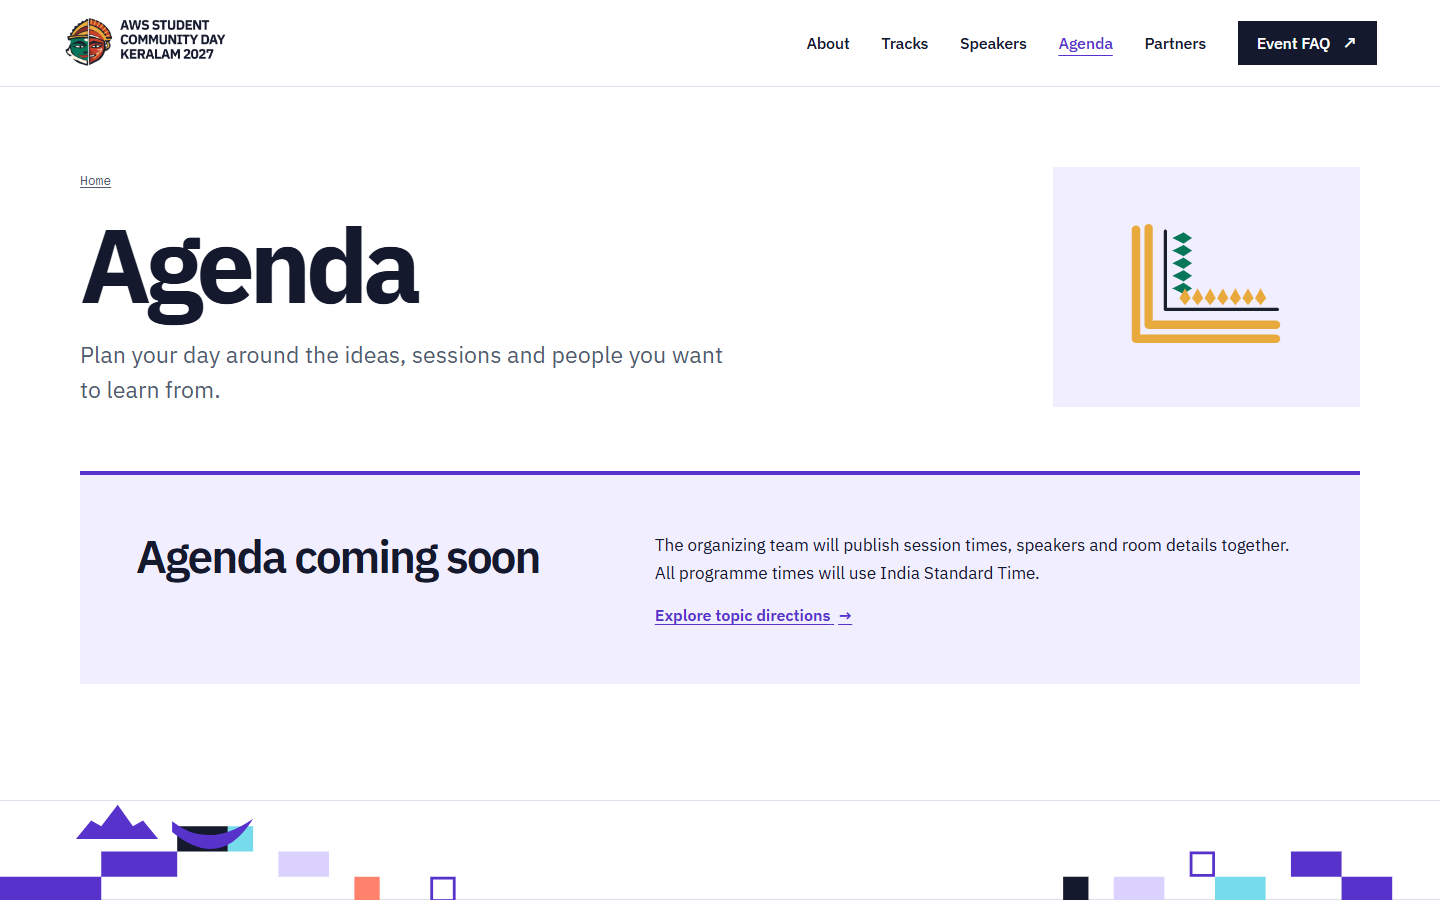 AWS STUDENT
COMMUNITY DAY
KERALAM 2027
About
Tracks
Speakers
Agenda
Partners
Event FAQ ↗
Home
Agenda
Plan your day around the ideas, sessions and people you want
to learn from.
Agenda coming soon
The organizing team will publish session times, speakers and room details together.
All programme times will use India Standard Time.
Explore topic directions →